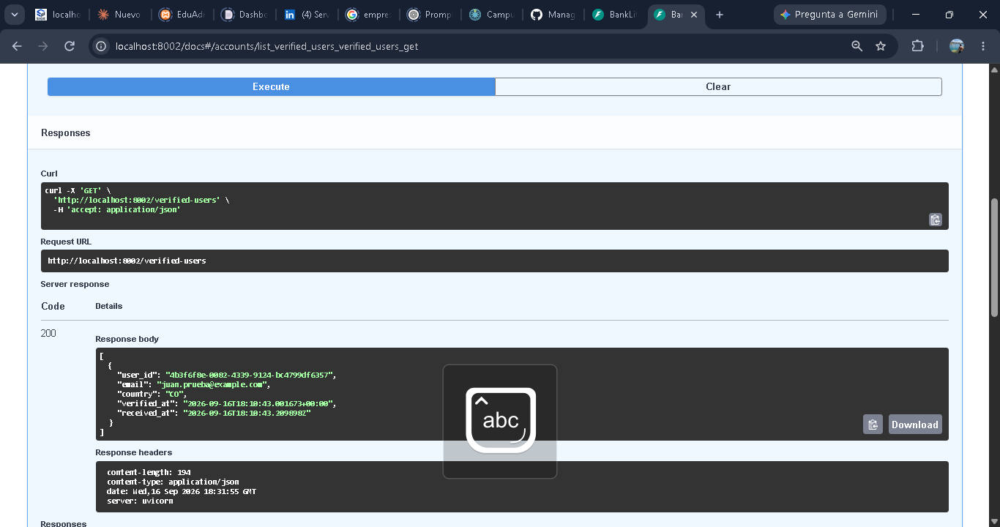 localho
Nuevo
EduAd
Dashbo
(4) Ser
empre
Promp
Campu
Manag
BankLi
Ba
Pregunta a Gemini
localhost:8002/docs#/accounts/list_verified_users_verified_users_get
Execute
Clear
Responses
Curl
curl -X 'GET' \
'http://localhost:8002/verified-users' \
-H 'accept: application/json'
Request URL
http://localhost:8002/verified-users
Server response
Code
Details
200
Response body
[
{
"user_id": "4b3f6f8e-0082-4339-9124-bc4799df6357",
"email": "juan.prueba@example.com",
"country": "CO",
"verified_at": "2026-09-16T18:10:43.001673+00:00",
"received_at": "2026-09-16T18:10:43.209898Z"
}
]
abc
Download
Response headers
content-length: 194
content-type: application/json
date: Wed,16 Sep 2026 18:31:55 GMT
server: uvicorn
Responses